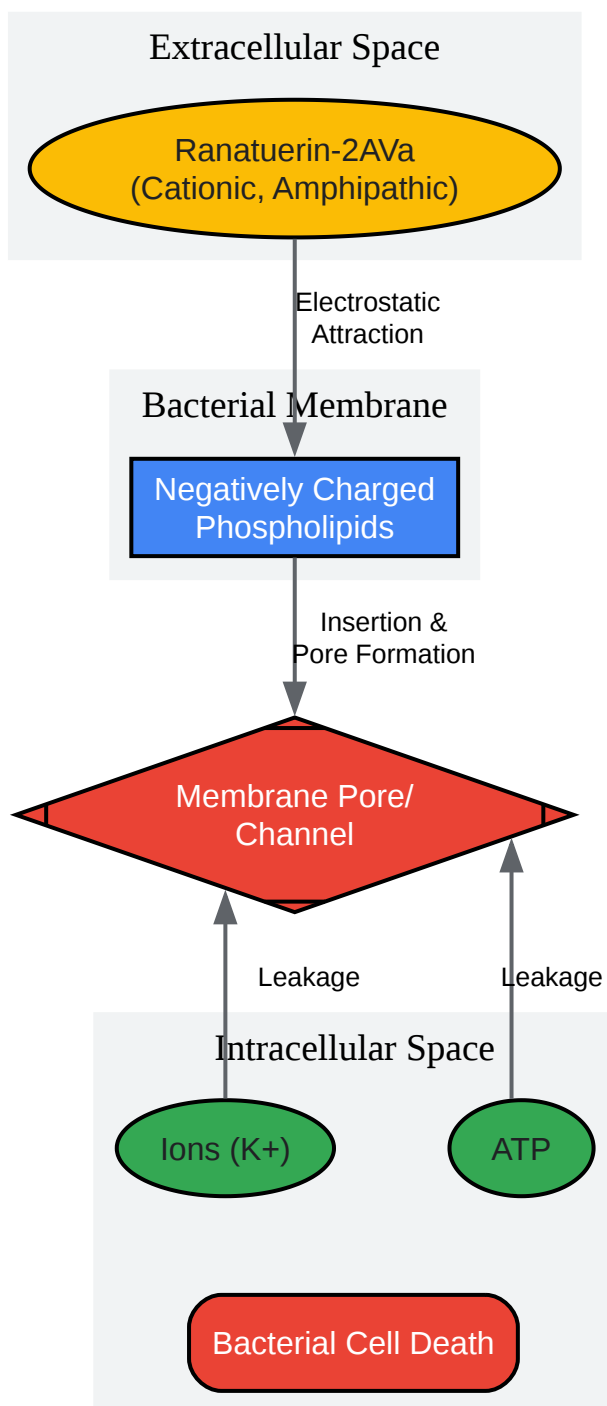 Extracellular Space
Ranatuerin-2AVa
(Cationic, Amphipathic)
Electrostatic
Attraction
Bacterial Membrane
Negatively Charged
Phospholipids
Insertion &
Pore Formation
Membrane Pore/
Channel
Leakage
Leakage
Intracellular Space
Ions (K+)
ATP
Bacterial Cell Death